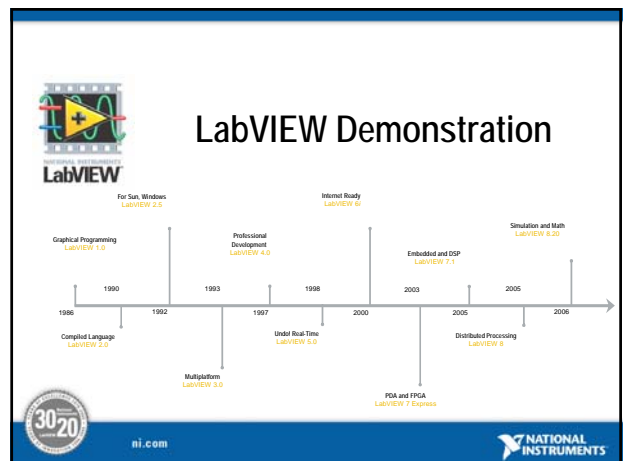 NATIONAL INSTRUMENTS
LabVIEW
LabVIEW Demonstration
For Sun, Windows
LabVIEW 2.5
Internet Ready
LabVIEW 6i
Graphical Programming
LabVIEW 1.0
Professional
Development
LabVIEW 4.0
Embedded and DSP
LabVIEW 7.1
Simulation and Math
LabVIEW 8.20
1990
1993
1998
2003
2005
1986
1992
1997
2000
2005
2006
Compiled Language
LabVIEW 2.0
Multiplatform
LabVIEW 3.0
Undo! Real-Time
LabVIEW 5.0
PDA and FPGA
LabVIEW 7 Express
Distributed Processing
LabVIEW 8
30
20
ni.com
NATIONAL
INSTRUMENTS